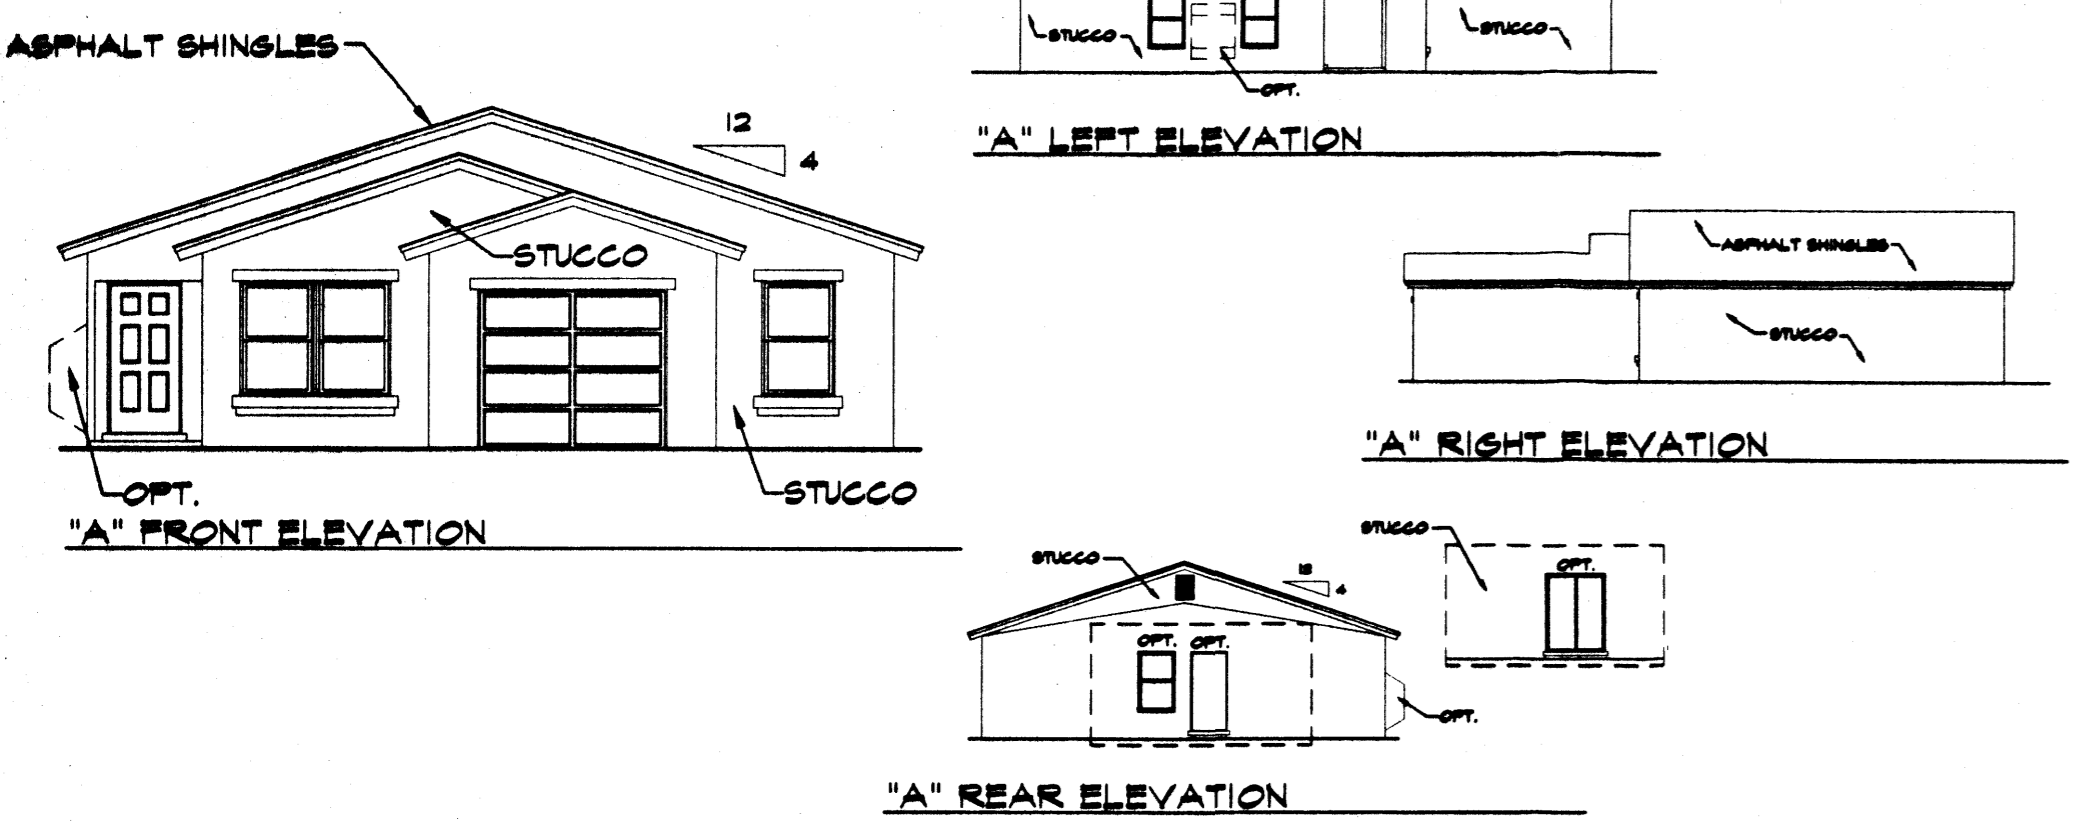 ASPHALT SHINGLES
12
4
STUCCO
STUCCO
OPT.
"A" FRONT ELEVATION
STUCCO
STUCCO
OPT.
"A" LEFT ELEVATION
ASPHALT SHINGLES
STUCCO
"A" RIGHT ELEVATION
STUCCO
12
4
OPT. OPT.
OPT.
"A" REAR ELEVATION
STUCCO
OPT.